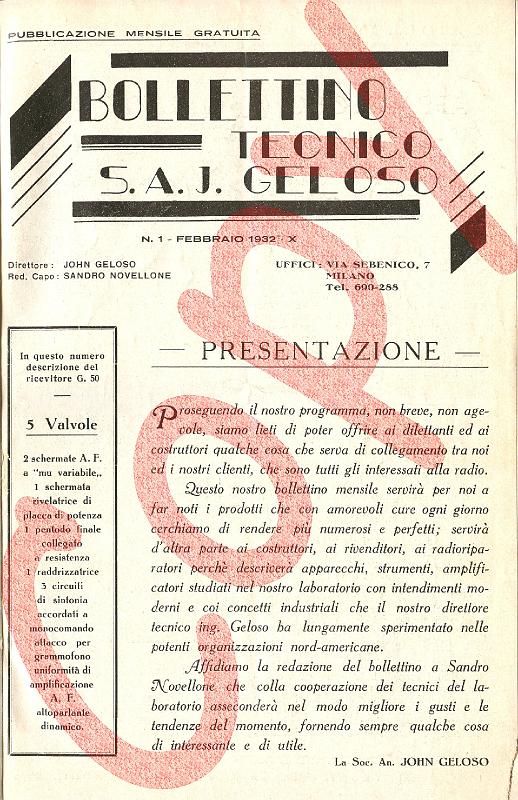 PUBBLICAZIONE MENSILE GRATUITA
BOLLETTINO
TECNICO
S.A.J. GELOSO
N. 1 - FEBBRAIO 1932 - X
Direttore : JOHN GELOSO
Red. Capo : SANDRO NOVELLONE
UFFICI : VIA SEBENICO, 7
MILANO
Tel. 690-288
In questo numero
descrizione del
ricevitore G. 50
5 Valvole
2 schermate A. F.
a "mu variabile„
1 schermata
rivelatrice di
placca di potenza
1 pentodo finale
collegato
a resistenza
1 raddrizzatrice
3 circuiti
di sintonia
accordati a
monocomando
attacco per
grammofono
uniformità di
amplificazione
A. F.
altoparlante
dinamico.
— PRESENTAZIONE —
Proseguendo il nostro programma, non breve, non age-
vole, siamo lieti di poter offrire ai dilettanti ed ai
costruttori qualche cosa che serva di collegamento tra noi
ed i nostri clienti, che sono tutti gli interessati alla radio.
Questo nostro bollettino mensile servirà per noi a
far noti i prodotti che con amorevoli cure ogni giorno
cerchiamo di rendere più numerosi e perfetti; servirà
d'altra parte ai costruttori, ai rivenditori, ai radioripa-
ratori perchè descriverà apparecchi, strumenti, amplifi-
catori studiati nel nostro laboratorio con intendimenti mo-
derni e coi concetti industriali che il nostro direttore
tecnico ing. Geloso ha lungamente sperimentato nelle
potenti organizzazioni nord-americane.
Affidiamo la redazione del bollettino a Sandro
Novellone che colla cooperazione dei tecnici del la-
boratorio asseconderà nel modo migliore i gusti e le
tendenze del momento, fornendo sempre qualche cosa
di interessante e di utile.
La Soc. An. JOHN GELOSO
Copy